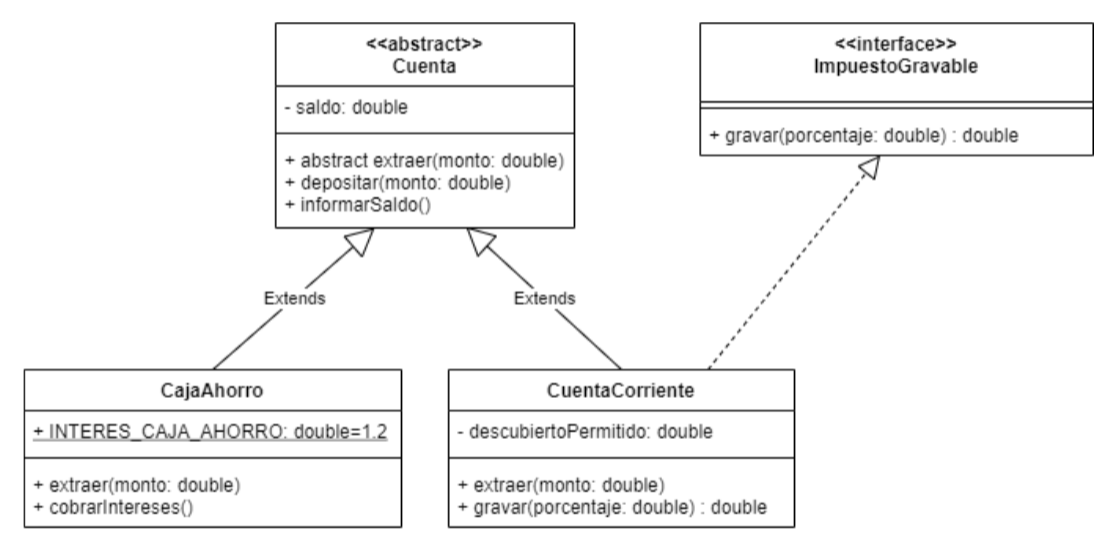 <<abstract>>
Cuenta
- saldo: double
+ abstract extraer(monto: double)
+ depositar(monto: double)
+ informarSaldo()
<<interface>>
ImpuestoGravable
+ gravar(porcentaje: double) : double
Extends
Extends
CajaAhorro
+ INTERES_CAJA_AHORRO: double=1.2
+ extraer(monto: double)
+ cobrarIntereses()
CuentaCorriente
- descubiertoPermitido: double
+ extraer(monto: double)
+ gravar(porcentaje: double) : double